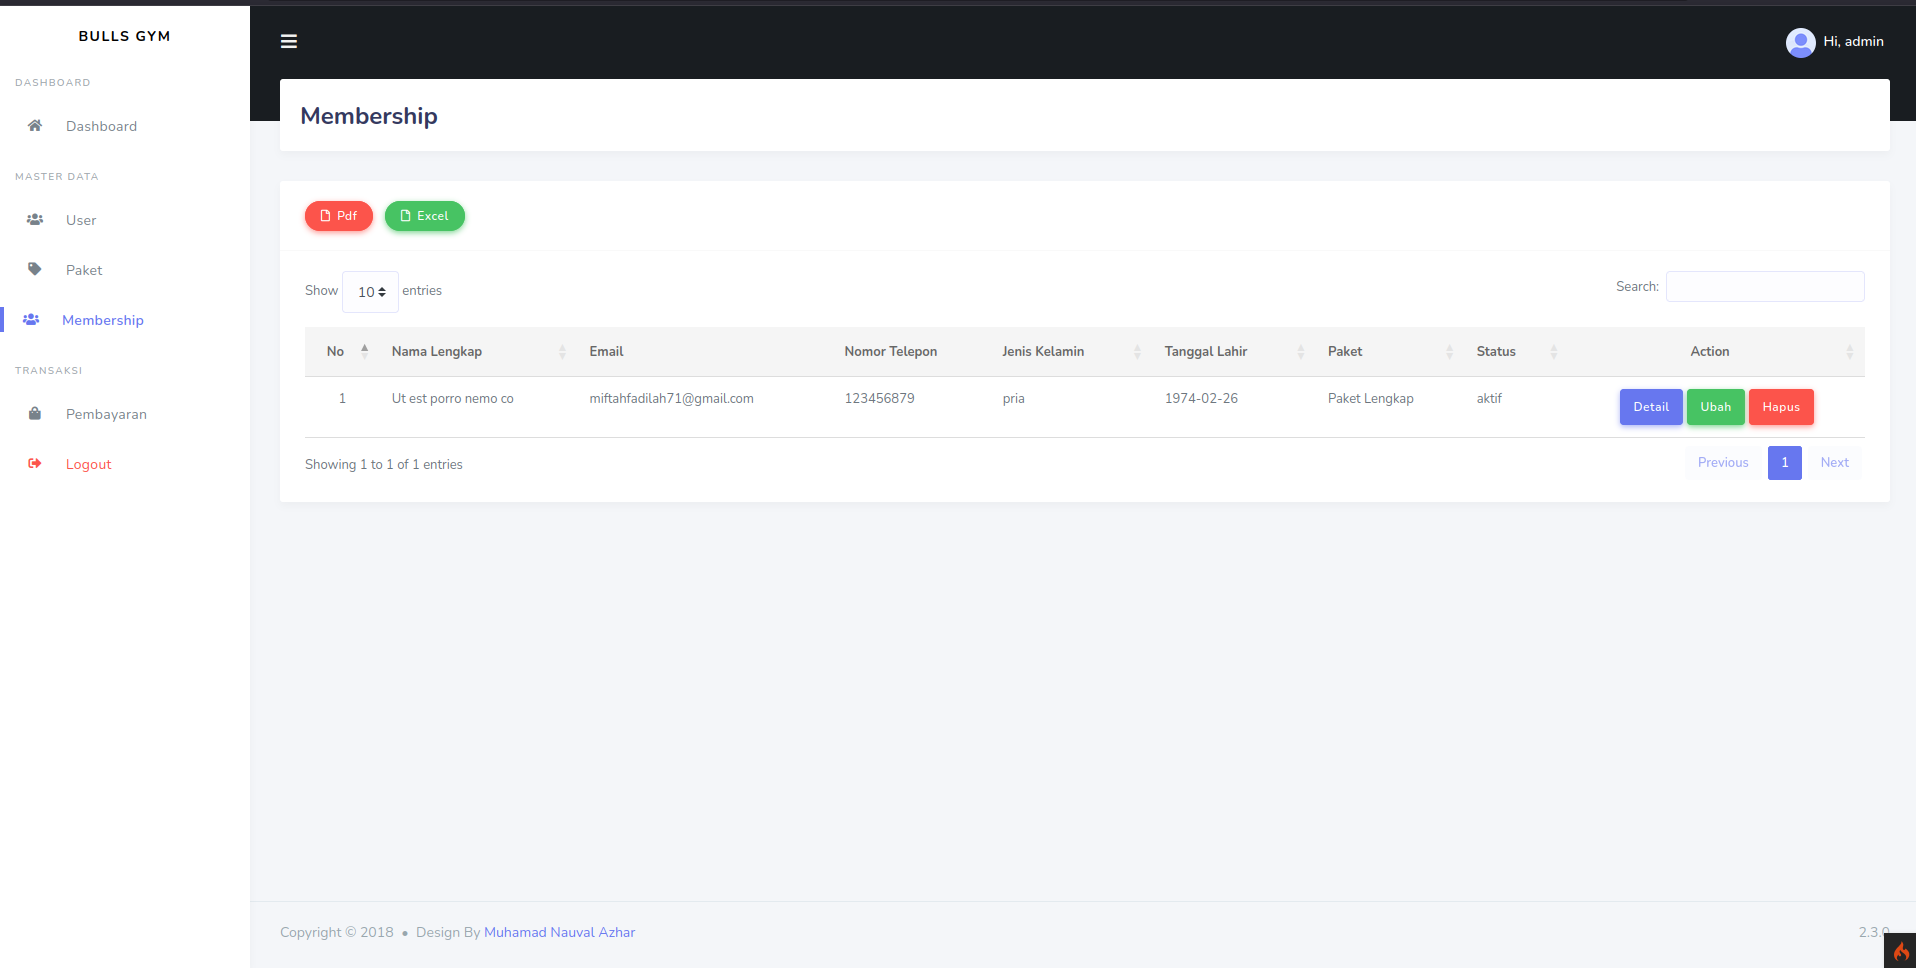 BULLS GYM
DASHBOARD
Dashboard
MASTER DATA
User
Paket
Membership
TRANSAKSI
Pembayaran
Logout
Hi, admin
Membership
Pdf Excel
Show 10 entries Search:
No Nama Lengkap Email Nomor Telepon Jenis Kelamin Tanggal Lahir Paket Status Action
1 Ut est porro nemo co miftahfadilah71@gmail.com 123456879 pria 1974-02-26 Paket Lengkap aktif Detail Ubah Hapus
Showing 1 to 1 of 1 entries Previous 1 Next
Copyright © 2018 • Design By Muhamad Nauval Azhar 2.3.0